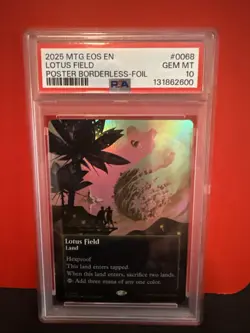 2025 MTG EOS EN
#0068
LOTUS FIELD
GEM MT
POSTER BORDERLESS-FOIL
10
PSA
131862600
Lotus Field
Land
Hexproof
This land enters tapped.
When this land enters, sacrifice two lands.
: Add three mana of any one color.